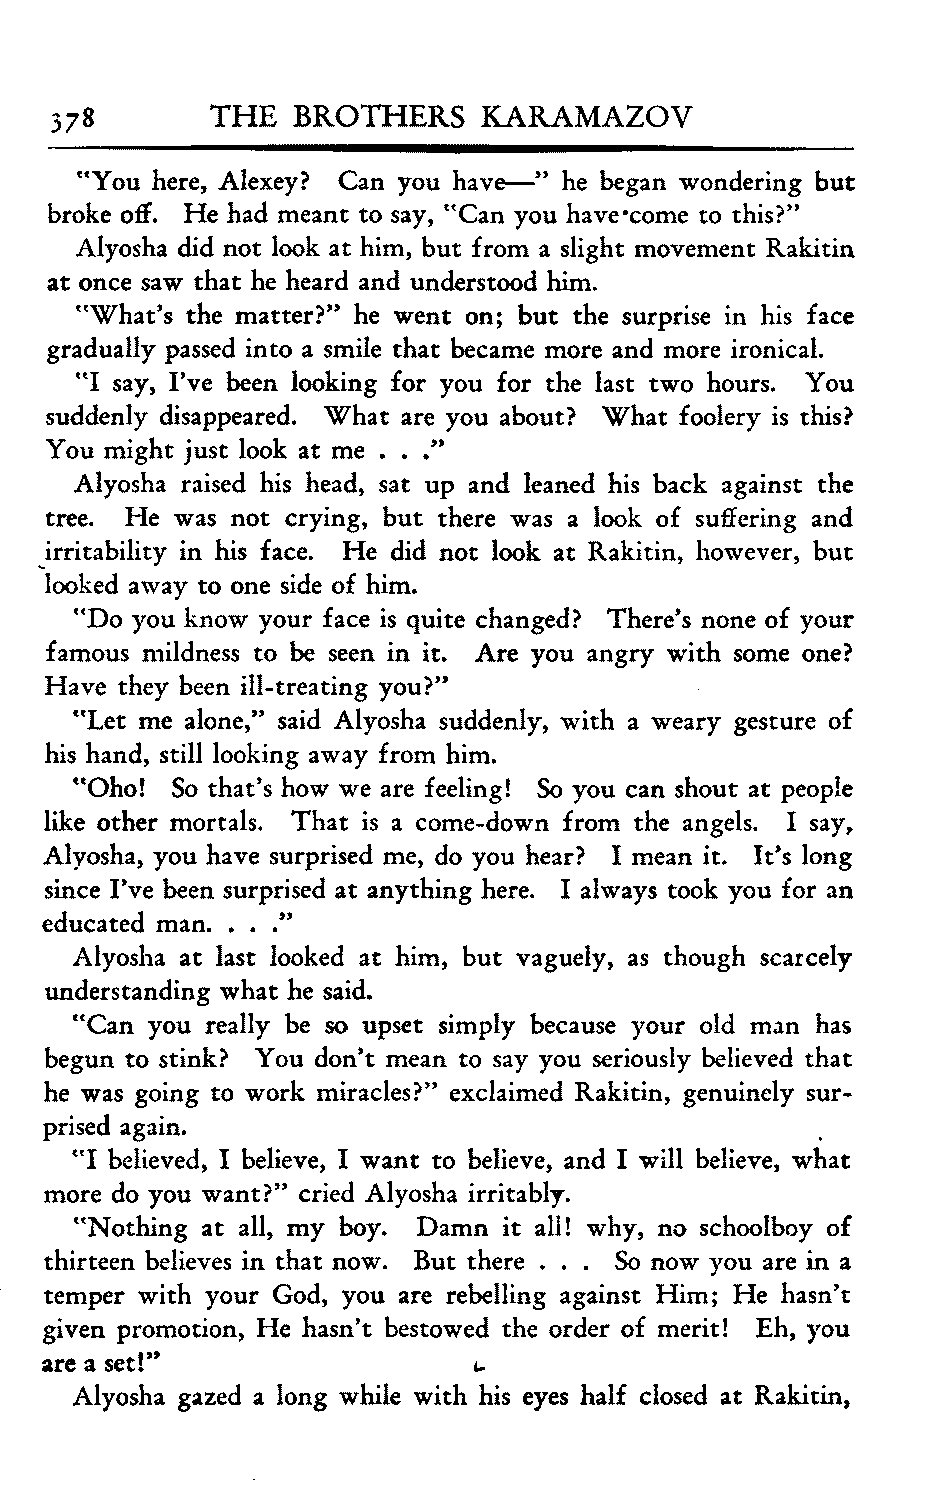 378 THE BROTHERS KARAMAZOV
"You here, Alexey? Can you have—" he began wondering but
broke off. He had meant to say, "Can you have come to this?"
Alyosha did not look at him, but from a slight movement Rakitin
at once saw that he heard and understood him.
"What's the matter?" he went on; but the surprise in his face
gradually passed into a smile that became more and more ironical.
"I say, I've been looking for you for the last two hours. You
suddenly disappeared. What are you about? What foolery is this?
You might just look at me . . ."
Alyosha raised his head, sat up and leaned his back against the
tree. He was not crying, but there was a look of suffering and
irritability in his face. He did not look at Rakitin, however, but
looked away to one side of him.
"Do you know your face is quite changed? There's none of your
famous mildness to be seen in it. Are you angry with some one?
Have they been ill-treating you?"
"Let me alone," said Alyosha suddenly, with a weary gesture of
his hand, still looking away from him.
"Oho! So that's how we are feeling! So you can shout at people
like other mortals. That is a come-down from the angels. I say,
Alyosha, you have surprised me, do you hear? I mean it. It's long
since I've been surprised at anything here. I always took you for an
educated man. . . ."
Alyosha at last looked at him, but vaguely, as though scarcely
understanding what he said.
"Can you really be so upset simply because your old man has
begun to stink? You don't mean to say you seriously believed that
he was going to work miracles?" exclaimed Rakitin, genuinely sur-
prised again.
"I believed, I believe, I want to believe, and I will believe, what
more do you want?" cried Alyosha irritably.
"Nothing at all, my boy. Damn it all! why, no schoolboy of
thirteen believes in that now. But there . . . So now you are in a
temper with your God, you are rebelling against Him; He hasn't
given promotion, He hasn't bestowed the order of merit! Eh, you
are a set!"
Alyosha gazed a long while with his eyes half closed at Rakitin,